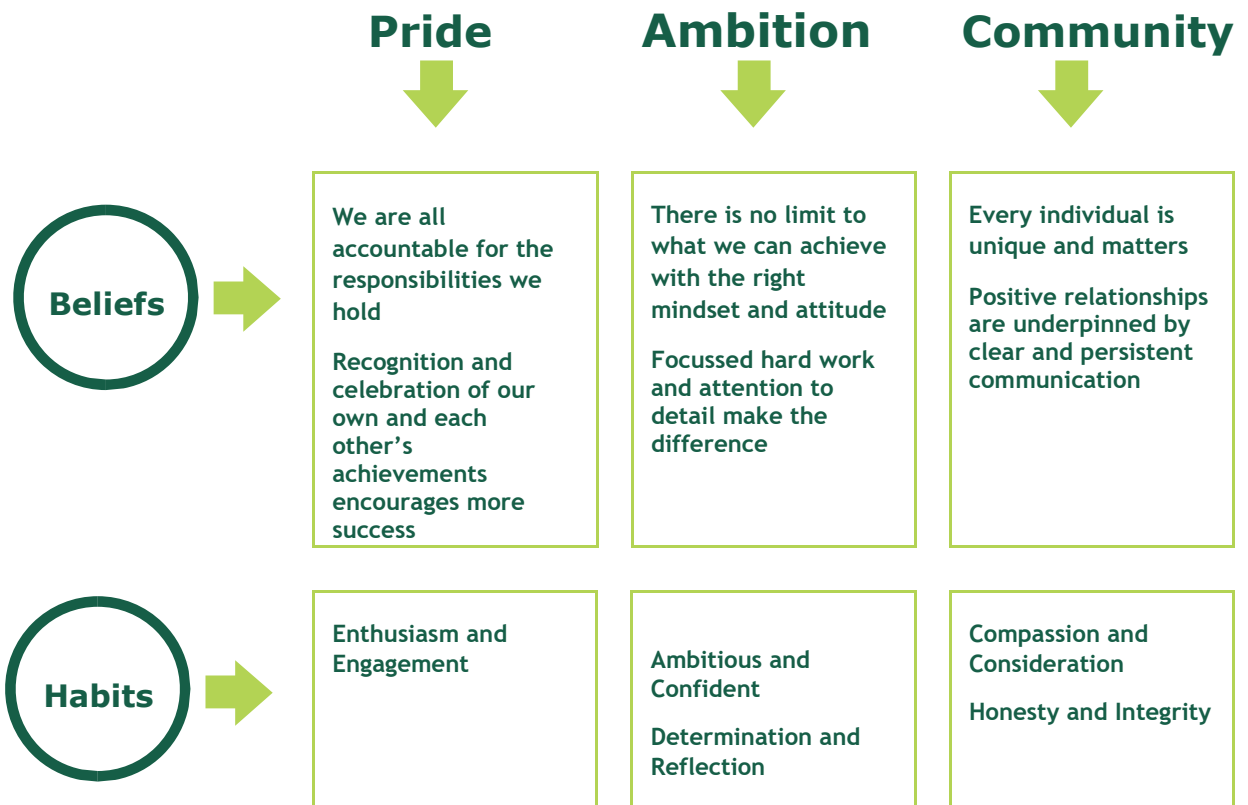 Pride Ambition Community
Beliefs
We are all
accountable for the
responsibilities we
hold
Recognition and
celebration of our
own and each
other’s
achievements
encourages more
success
There is no limit to
what we can achieve
with the right
mindset and attitude
Focussed hard work
and attention to
detail make the
difference
Every individual is
unique and matters
Positive relationships
are underpinned by
clear and persistent
communication
Habits
Enthusiasm and
Engagement
Ambitious and
Confident
Determination and
Reflection
Compassion and
Consideration
Honesty and Integrity